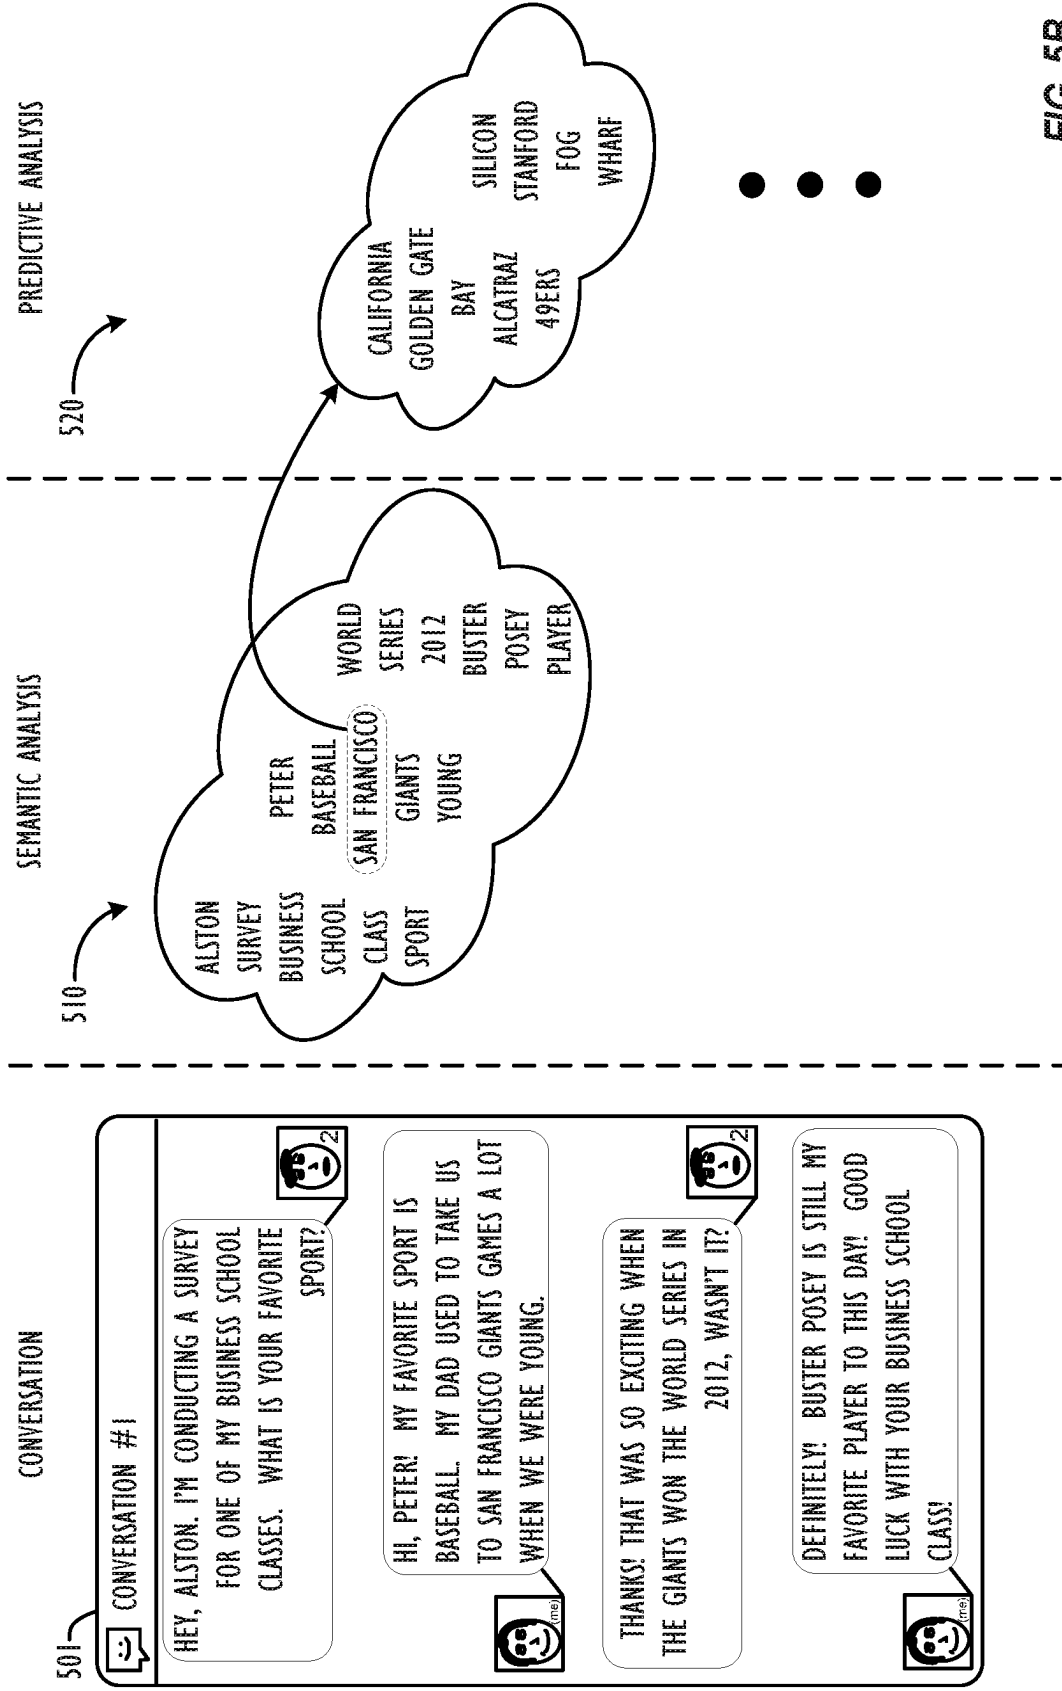 CONVERSATION
501
CONVERSATION #1
HEY, ALSTON. I'M CONDUCTING A SURVEY
FOR ONE OF MY BUSINESS SCHOOL
CLASSES. WHAT IS YOUR FAVORITE
SPORT?
2
HI, PETER! MY FAVORITE SPORT IS
BASEBALL. MY DAD USED TO TAKE US
TO SAN FRANCISCO GIANTS GAMES A LOT
WHEN WE WERE YOUNG.
(me)
THANKS! THAT WAS SO EXCITING WHEN
THE GIANTS WON THE WORLD SERIES IN
2012, WASN'T IT?
2
DEFINITELY! BUSTER POSEY IS STILL MY
FAVORITE PLAYER TO THIS DAY! GOOD
LUCK WITH YOUR BUSINESS SCHOOL
CLASS!
(me)
SEMANTIC ANALYSIS
510
ALSTON
SURVEY
BUSINESS
SCHOOL
CLASS
SPORT
PETER
BASEBALL
SAN FRANCISCO
GIANTS
YOUNG
WORLD
SERIES
2012
BUSTER
POSEY
PLAYER
PREDICTIVE ANALYSIS
520
CALIFORNIA
GOLDEN GATE
BAY
ALCATRAZ
49ERS
SILICON
STANFORD
FOG
WHARF
FIG. 5B